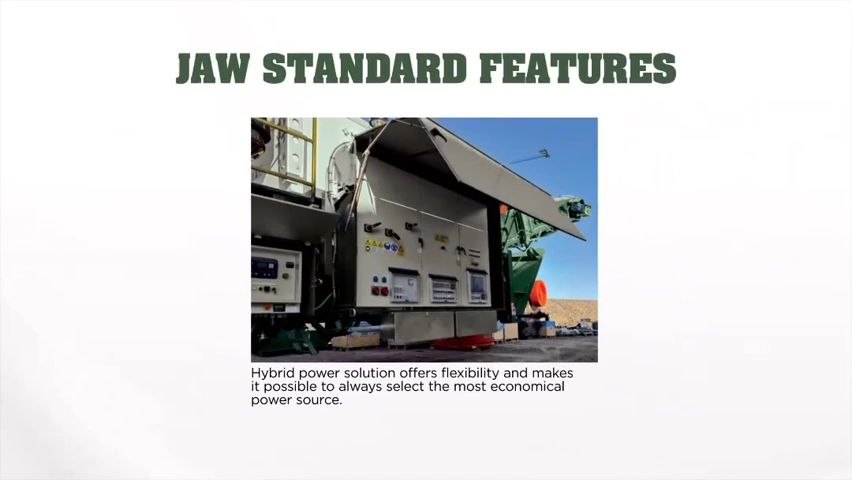 JAW STANDARD FEATURES
Hybrid power solution offers flexibility and makes
it possible to always select the most economical
power source.